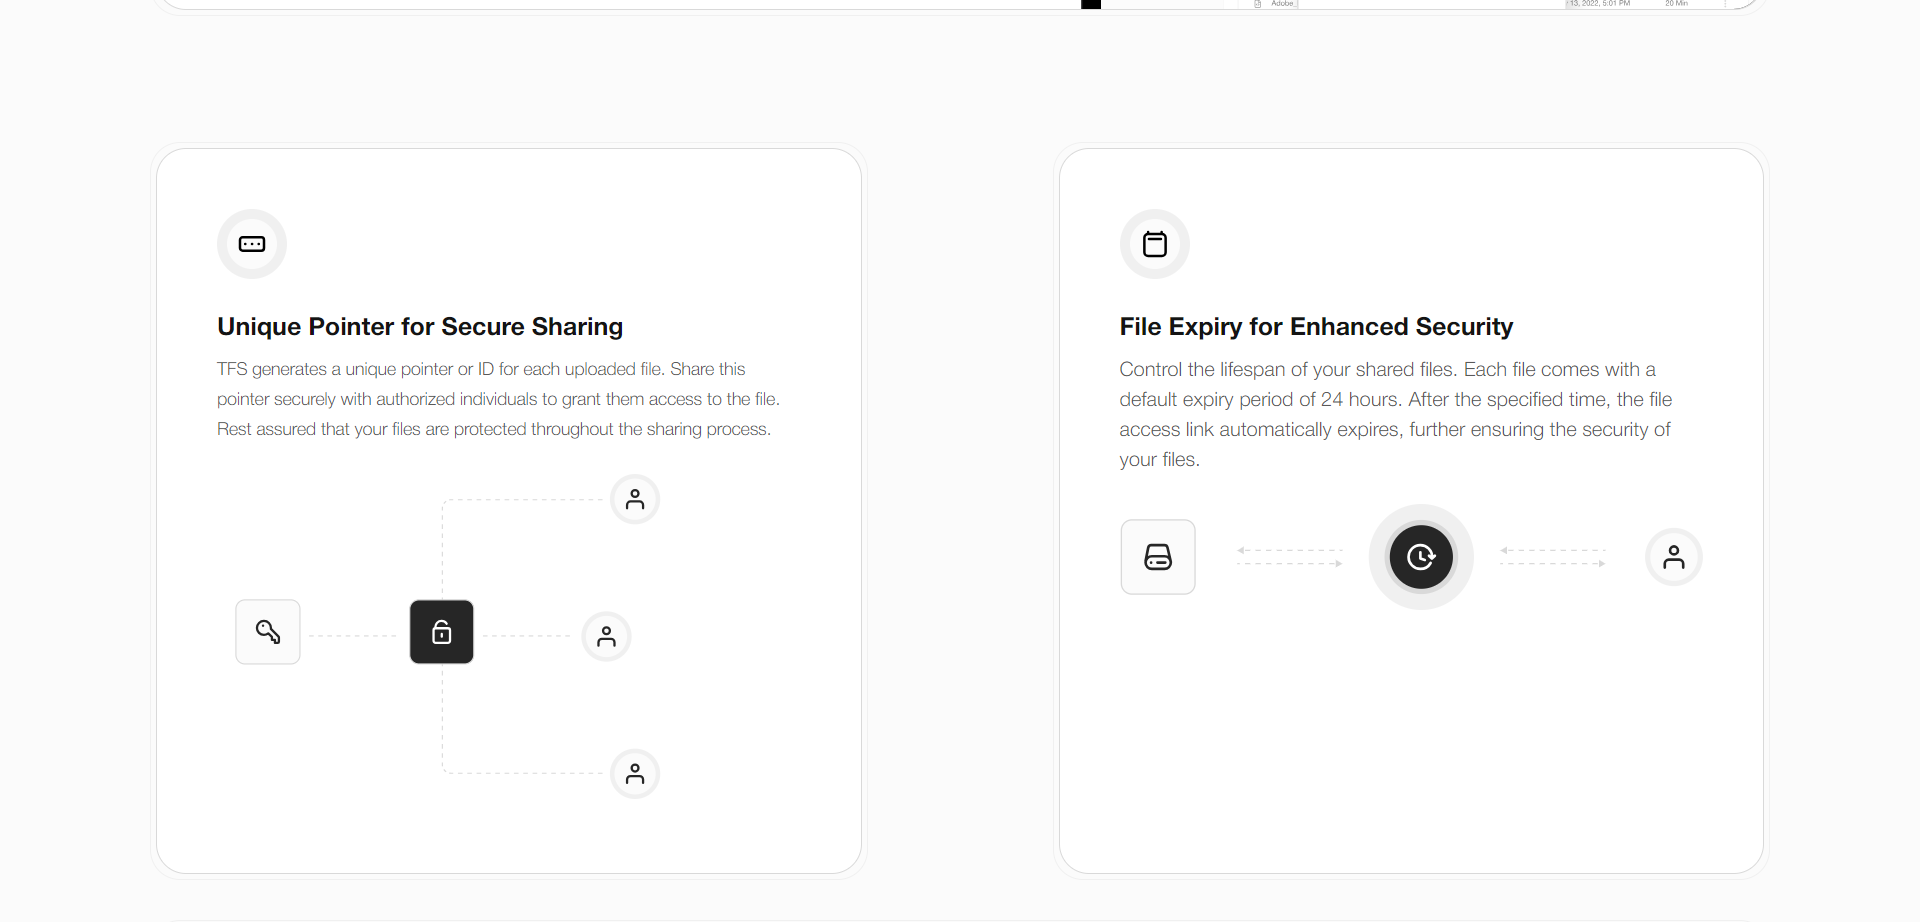 Adobe_
13, 2022, 5:01 PM
20 Min
Unique Pointer for Secure Sharing
TFS generates a unique pointer or ID for each uploaded file. Share this
pointer securely with authorized individuals to grant them access to the file.
Rest assured that your files are protected throughout the sharing process.
File Expiry for Enhanced Security
Control the lifespan of your shared files. Each file comes with a
default expiry period of 24 hours. After the specified time, the file
access link automatically expires, further ensuring the security of
your files.